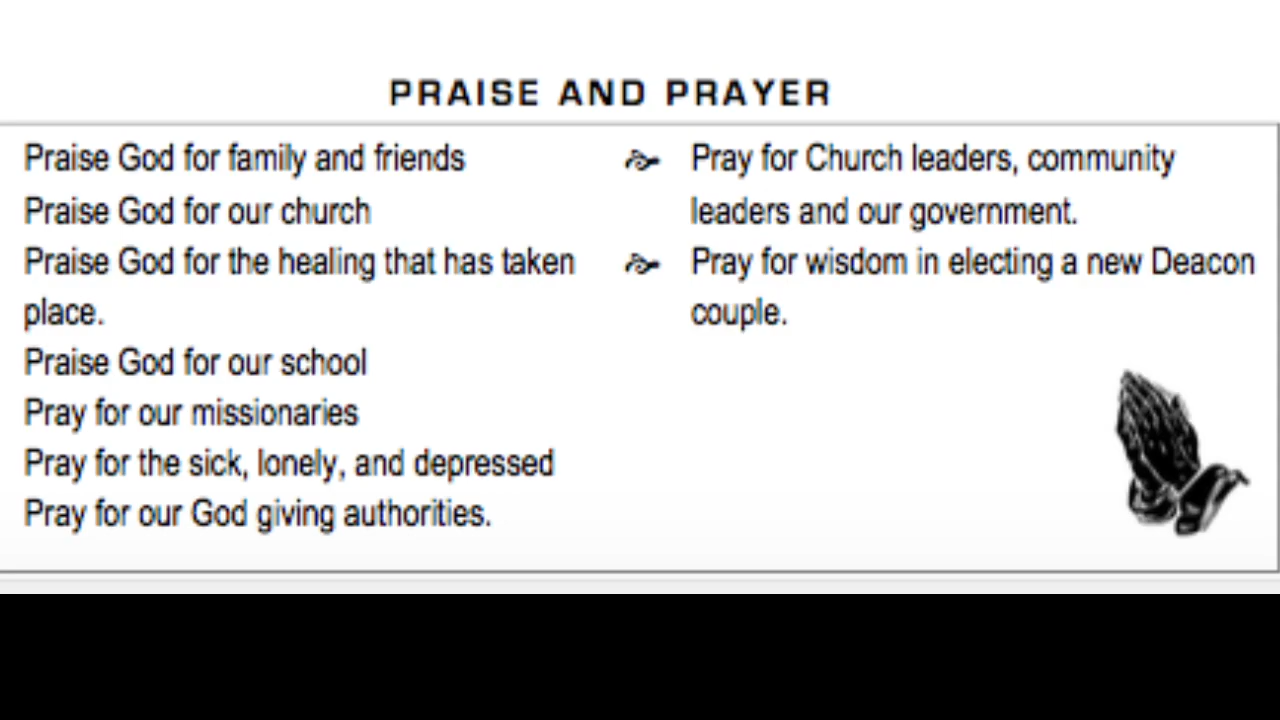 PRAISE AND PRAYER
Praise God for family and friends
Praise God for our church
Praise God for the healing that has taken
place.
Praise God for our school
Pray for our missionaries
Pray for the sick, lonely, and depressed
Pray for our God giving authorities.
Pray for Church leaders, community
leaders and our government.
Pray for wisdom in electing a new Deacon
couple.